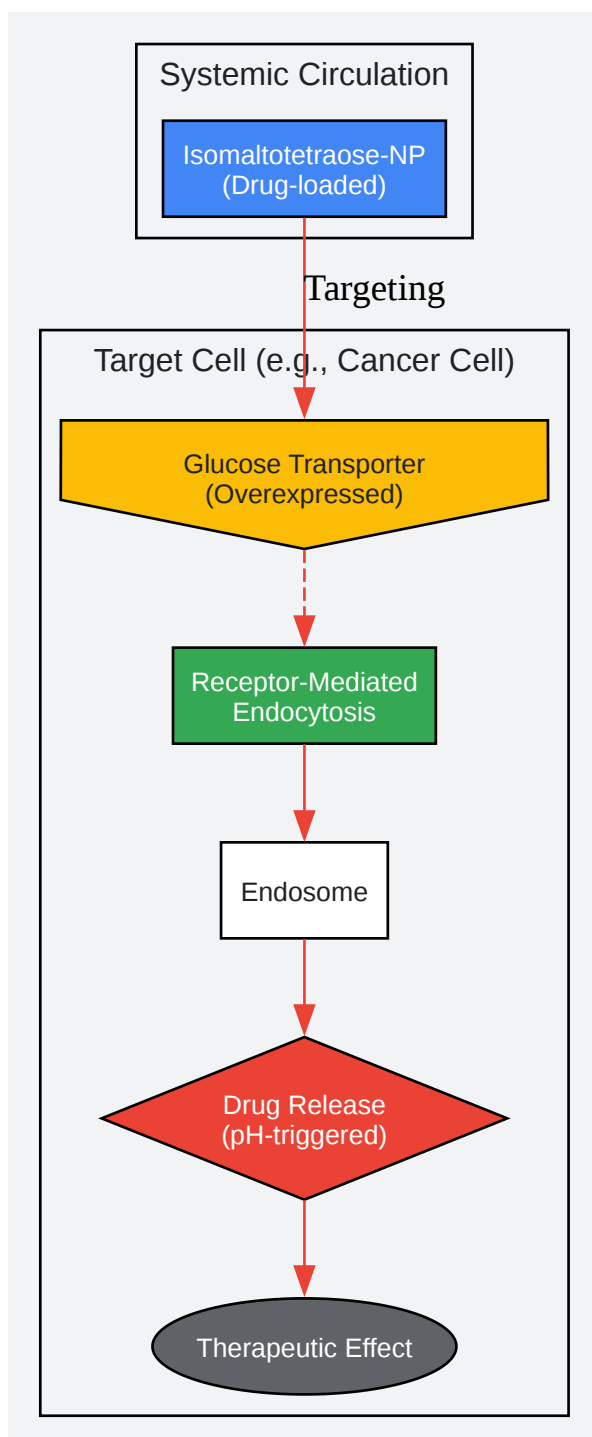 Systemic Circulation
Isomaltotetraose-NP
(Drug-loaded)
Targeting
Target Cell (e.g., Cancer Cell)
Glucose Transporter
(Overexpressed)
Receptor-Mediated
Endocytosis
Endosome
Drug Release
(pH-triggered)
Therapeutic Effect